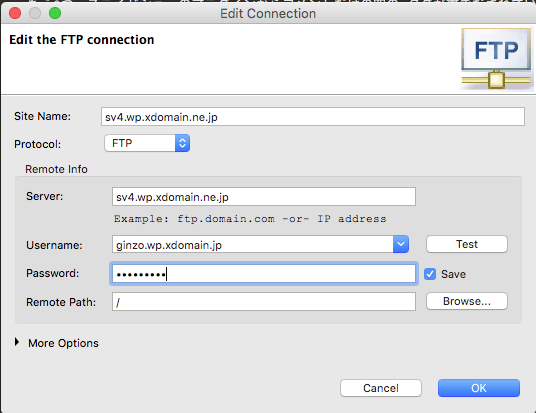 Edit Connection
Edit the FTP connection
FTP
Site Name: sv4.wp.xdomain.ne.jp
Protocol: FTP
Remote Info
Server: sv4.wp.xdomain.ne.jp
Example: ftp.domain.com -or- IP address
Username: ginzo.wp.xdomain.jp Test
Password: ••••••••• Save
Remote Path: / Browse...
More Options
Cancel OK